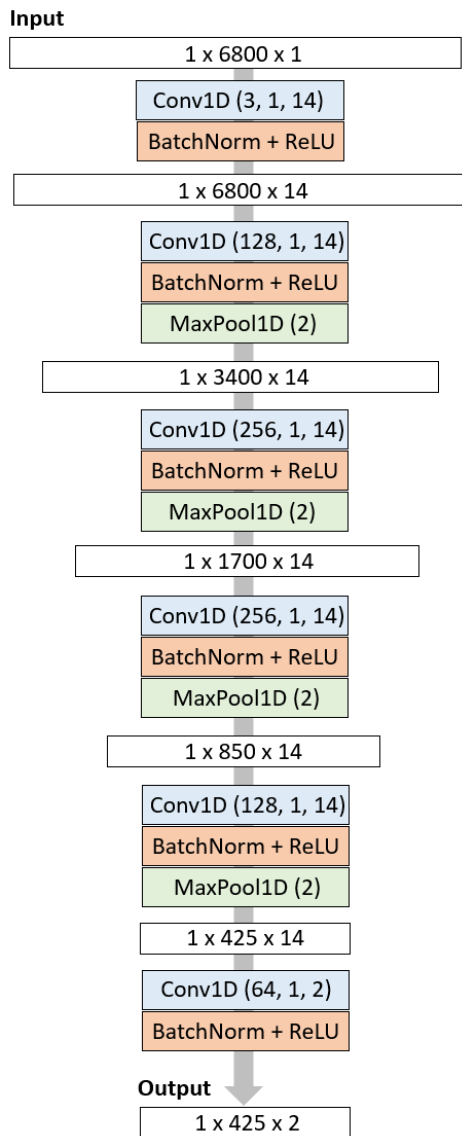 Input
1 x 6800 x 1
Conv1D (3, 1, 14)
BatchNorm + ReLU
1 x 6800 x 14
Conv1D (128, 1, 14)
BatchNorm + ReLU
MaxPool1D (2)
1 x 3400 x 14
Conv1D (256, 1, 14)
BatchNorm + ReLU
MaxPool1D (2)
1 x 1700 x 14
Conv1D (256, 1, 14)
BatchNorm + ReLU
MaxPool1D (2)
1 x 850 x 14
Conv1D (128, 1, 14)
BatchNorm + ReLU
MaxPool1D (2)
1 x 425 x 14
Conv1D (64, 1, 2)
BatchNorm + ReLU
Output
1 x 425 x 2